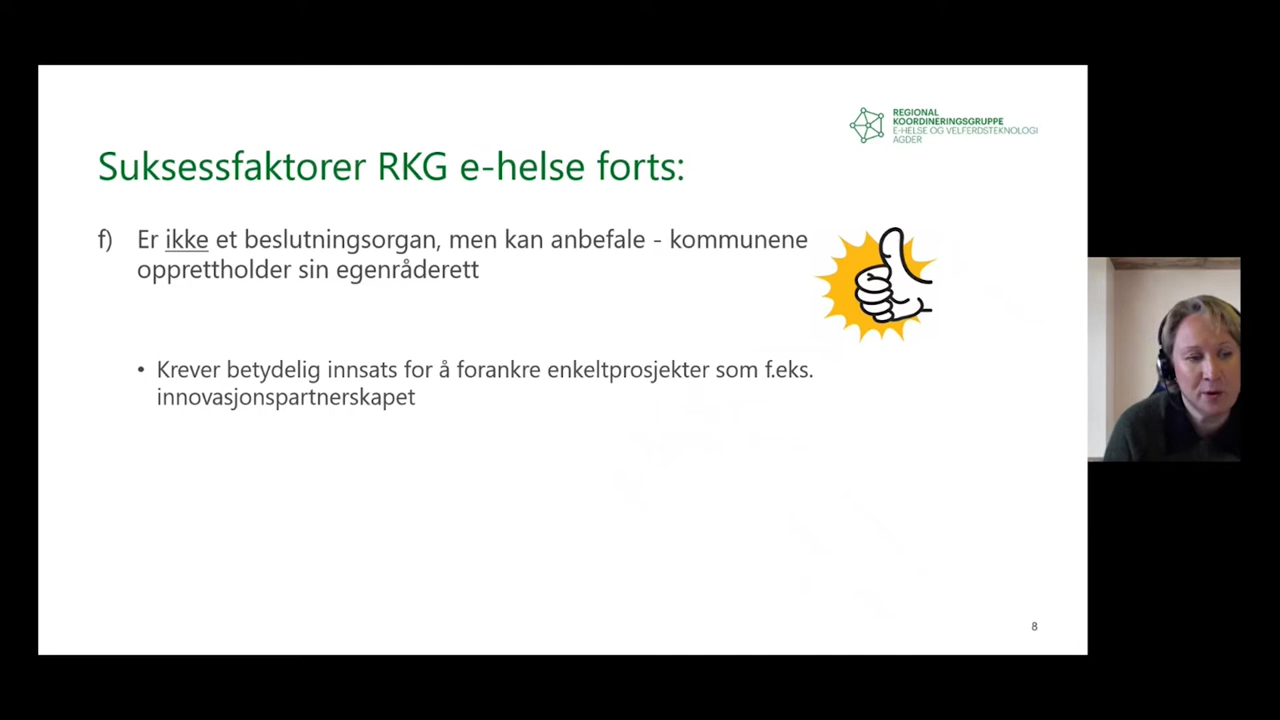 REGIONAL
KOORDINERINGSGRUPPE
E-HELSE OG VELFERDSTEKNOLOGI
AGDER
Suksessfaktorer RKG e-helse forts:
f) Er ikke et beslutningsorgan, men kan anbefale - kommunene
opprettholder sin egenråderett
• Krever betydelig innsats for å forankre enkeltprosjekter som f.eks.
innovasjonspartnerskapet
8